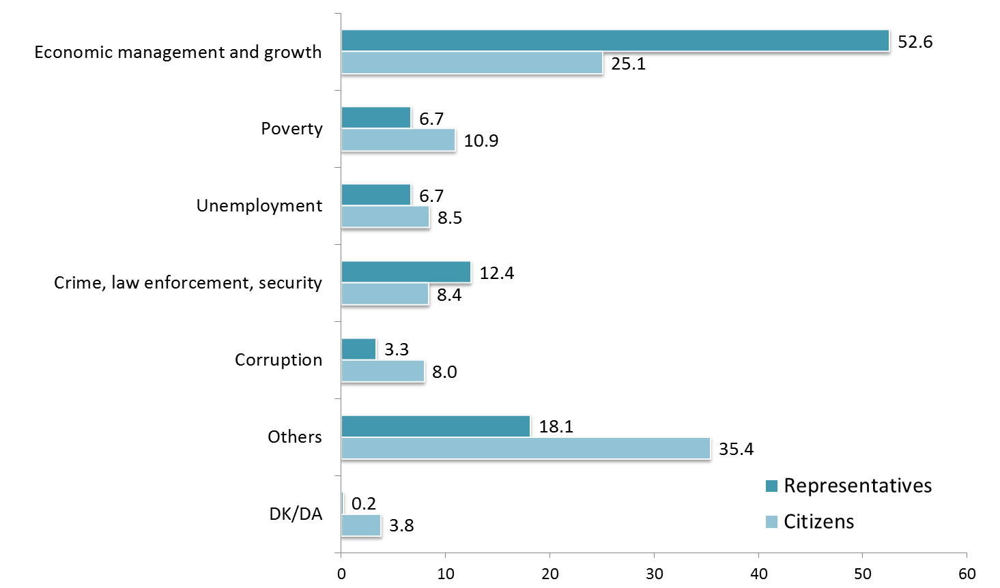 Economic management and growth
52.6
25.1
Poverty
6.7
10.9
Unemployment
6.7
8.5
Crime, law enforcement, security
12.4
8.4
Corruption
3.3
8.0
Others
18.1
35.4
DK/DA
0.2
3.8
Representatives
Citizens
0 10 20 30 40 50 60